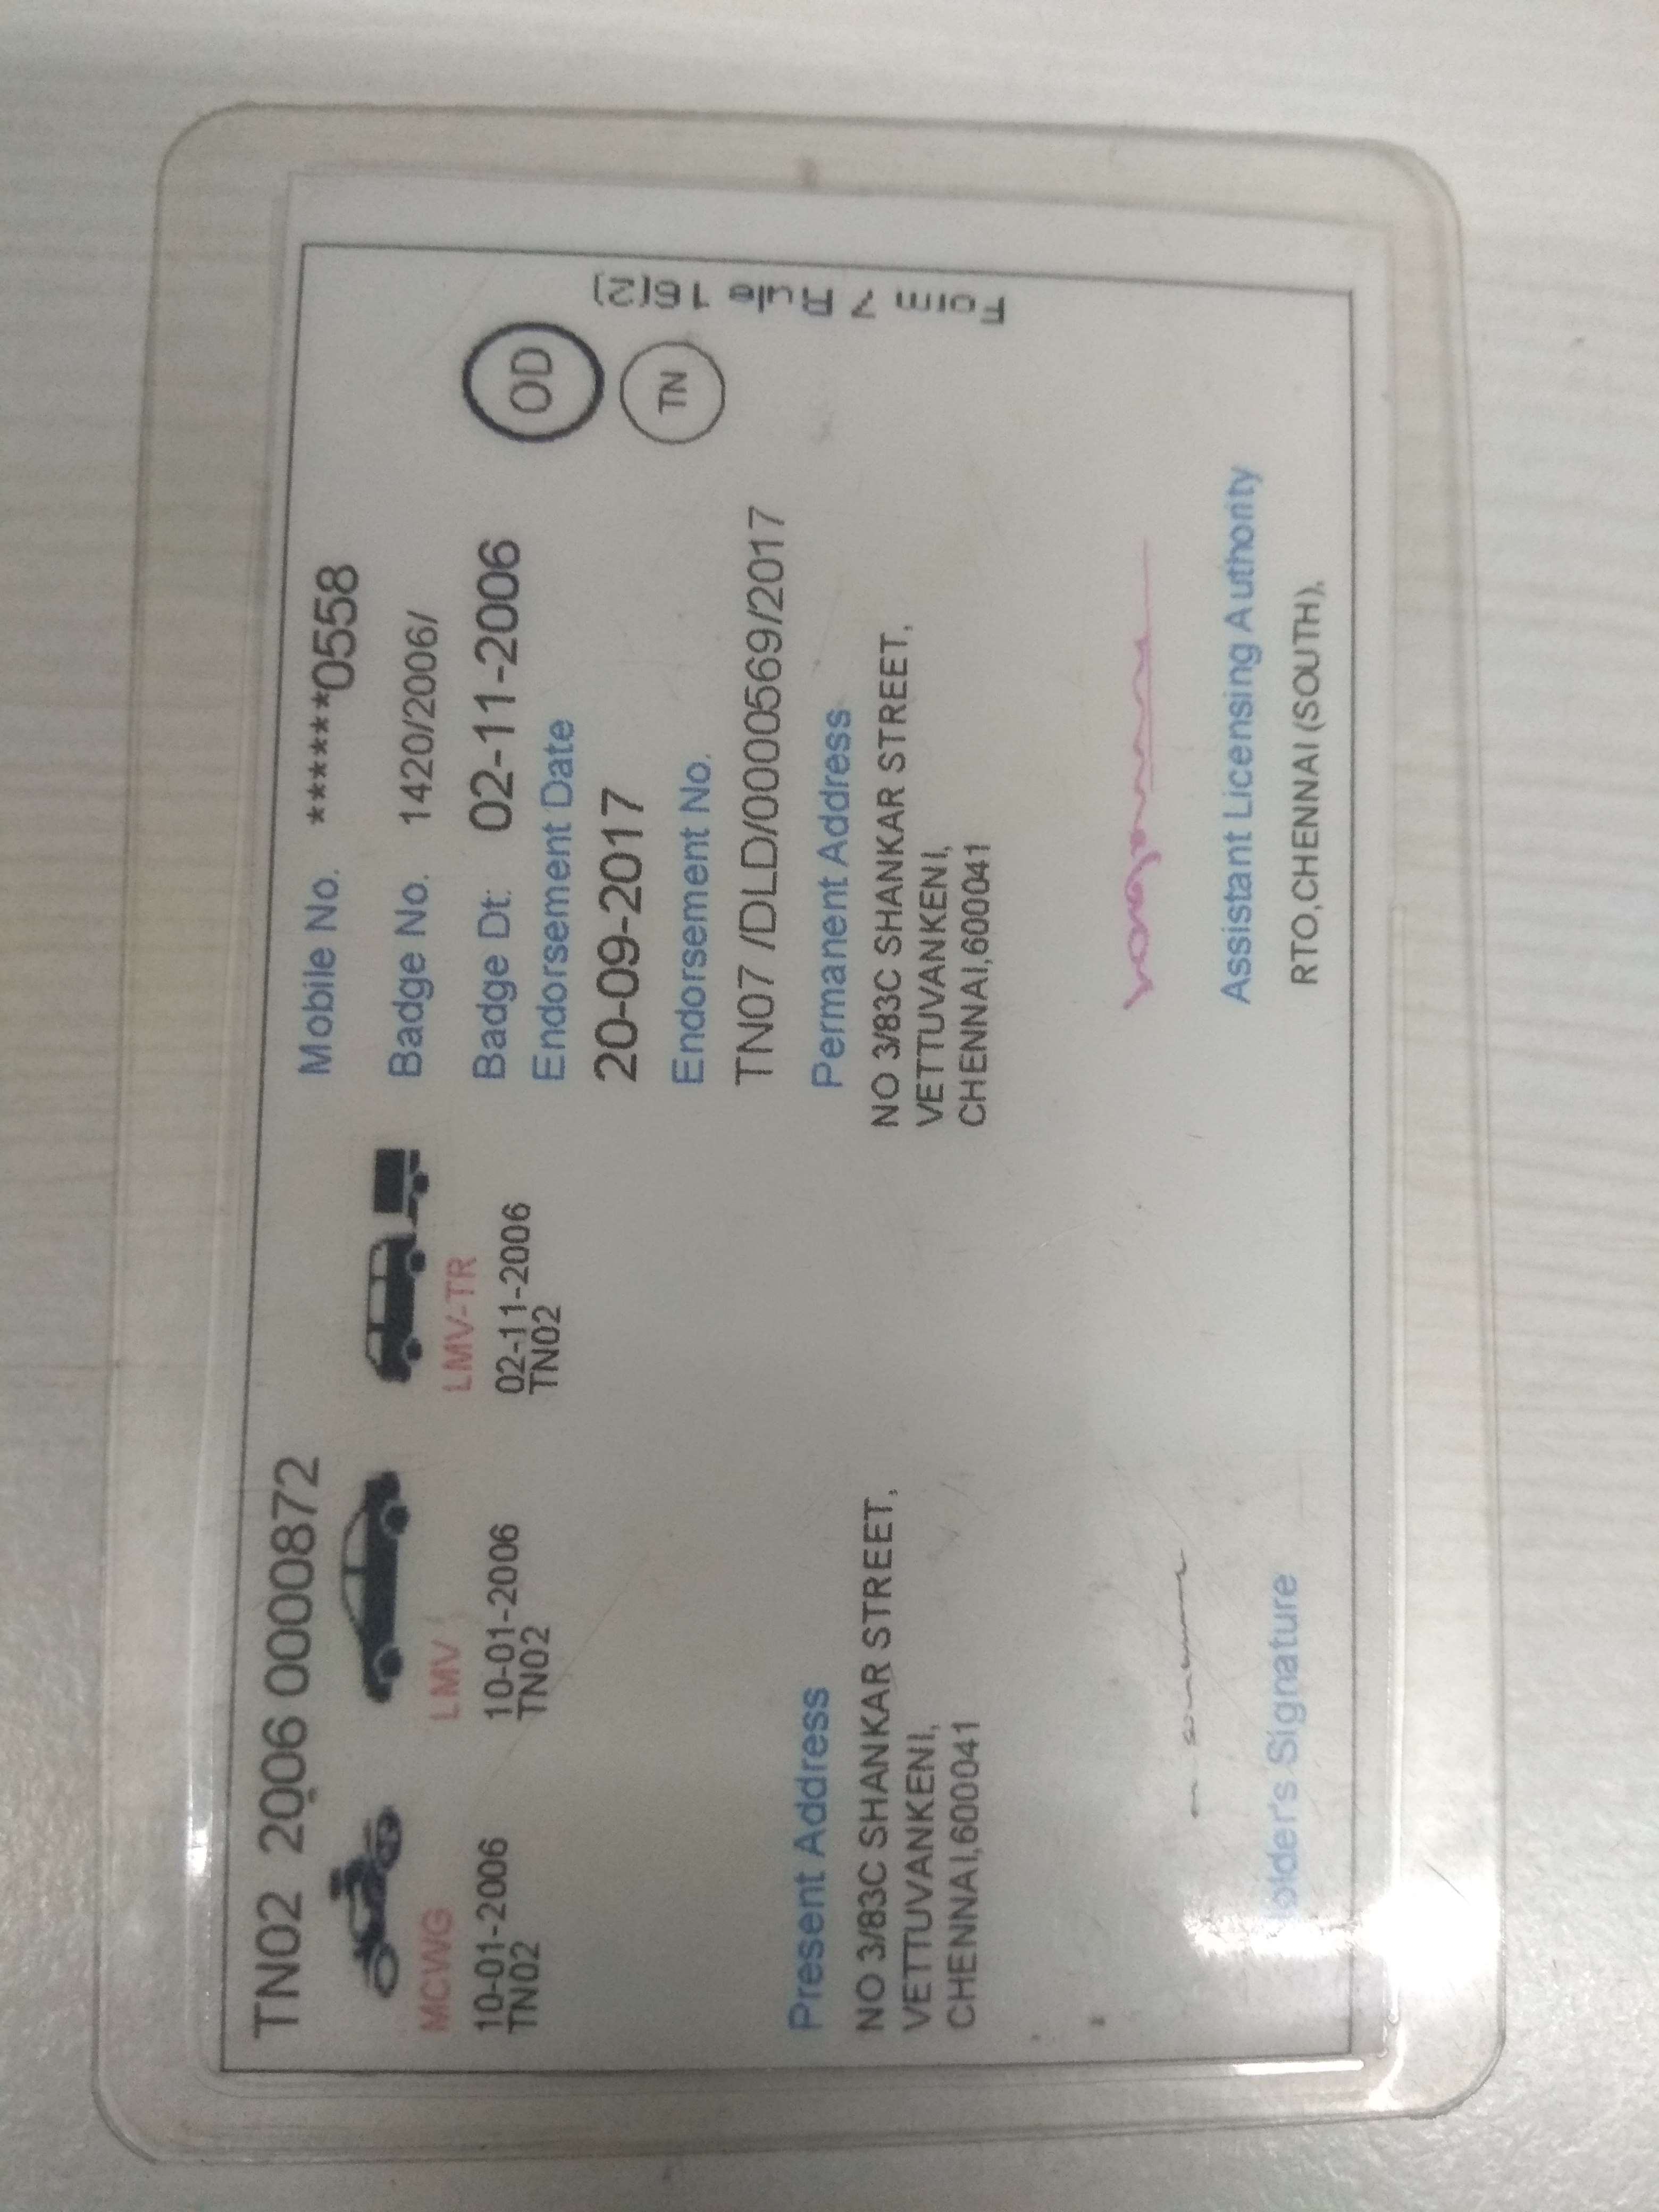 TN02 2006 0000872
MCWG
10-01-2006
TN02
LMV
10-01-2006
TN02
LMV-TR
02-11-2006
TN02
Mobile No. ******0558
Badge No. 1420/2006/
Badge Dt: 02-11-2006
Endorsement Date
20-09-2017
Endorsement No.
TN07 /DLD/0000569/2017
OD
TN
Form 7 Rule 16(2)
Present Address
NO 3/83C SHANKAR STREET,
VETTUVANKENI,
CHENNAI,600041
Permanent Address
NO 3/83C SHANKAR STREET,
VETTUVANKENI,
CHENNAI,600041
older's Signature
Assistant Licensing Authority
RTO,CHENNAI (SOUTH),